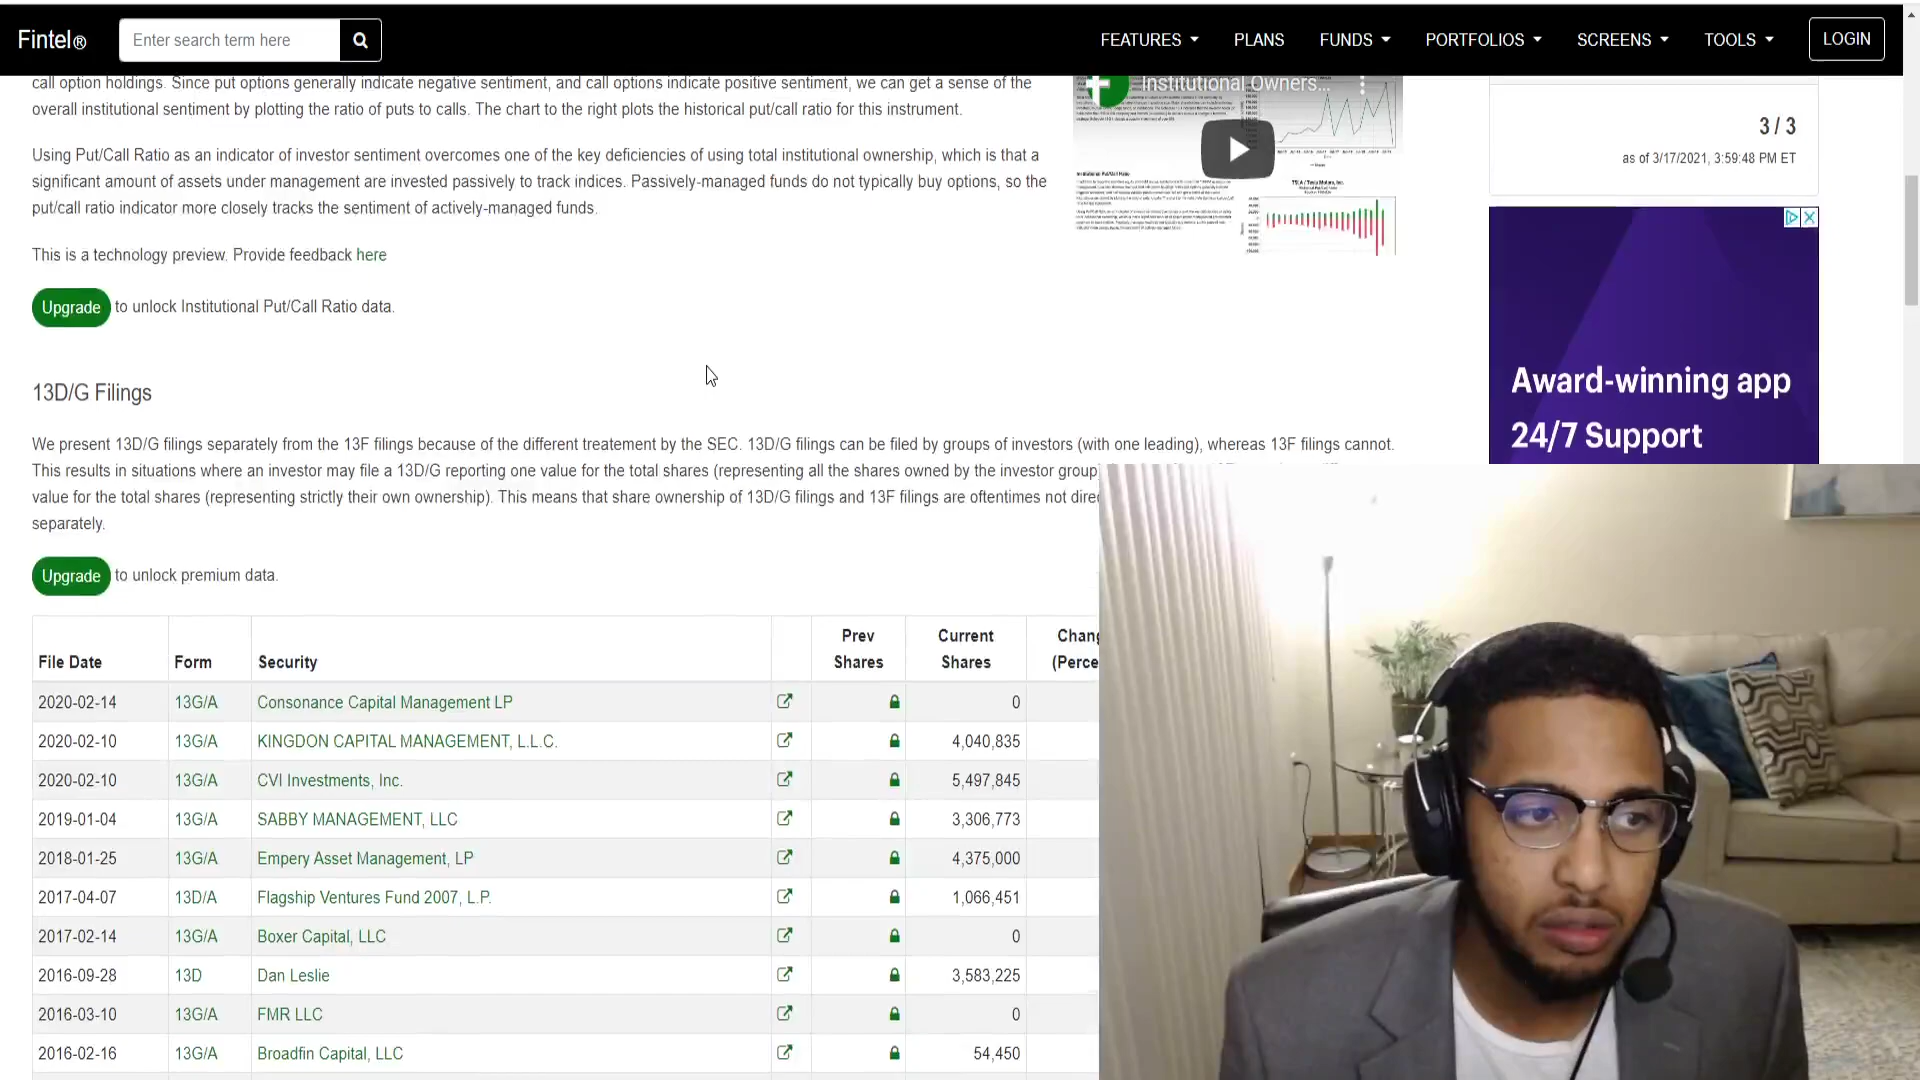 Fintel®
Enter search term here
FEATURES
PLANS
FUNDS
PORTFOLIOS
SCREENS
TOOLS
LOGIN
call option holdings. Since put options generally indicate negative sentiment, and call options indicate positive sentiment, we can get a sense of the
overall institutional sentiment by plotting the ratio of puts to calls. The chart to the right plots the historical put/call ratio for this instrument.
Using Put/Call Ratio as an indicator of investor sentiment overcomes one of the key deficiencies of using total institutional ownership, which is that a
significant amount of assets under management are invested passively to track indices. Passively-managed funds do not typically buy options, so the
put/call ratio indicator more closely tracks the sentiment of actively-managed funds.
This is a technology preview. Provide feedback here
Upgrade to unlock Institutional Put/Call Ratio data.
Institutional Owners...
3 / 3
as of 3/17/2021, 3:59:48 PM ET
Award-winning app
24/7 Support
13D/G Filings
We present 13D/G filings separately from the 13F filings because of the different treatement by the SEC. 13D/G filings can be filed by groups of investors (with one leading), whereas 13F filings cannot.
This results in situations where an investor may file a 13D/G reporting one value for the total shares (representing all the shares owned by the investor group
value for the total shares (representing strictly their own ownership). This means that share ownership of 13D/G filings and 13F filings are oftentimes not direc
separately.
Upgrade to unlock premium data.
File Date Form Security Prev Shares Current Shares Chang (Perce
2020-02-14 13G/A Consonance Capital Management LP 0
2020-02-10 13G/A KINGDON CAPITAL MANAGEMENT, L.L.C. 4,040,835
2020-02-10 13G/A CVI Investments, Inc. 5,497,845
2019-01-04 13G/A SABBY MANAGEMENT, LLC 3,306,773
2018-01-25 13G/A Empery Asset Management, LP 4,375,000
2017-04-07 13D/A Flagship Ventures Fund 2007, L.P. 1,066,451
2017-02-14 13G/A Boxer Capital, LLC 0
2016-09-28 13D Dan Leslie 3,583,225
2016-03-10 13G/A FMR LLC 0
2016-02-16 13G/A Broadfin Capital, LLC 54,450